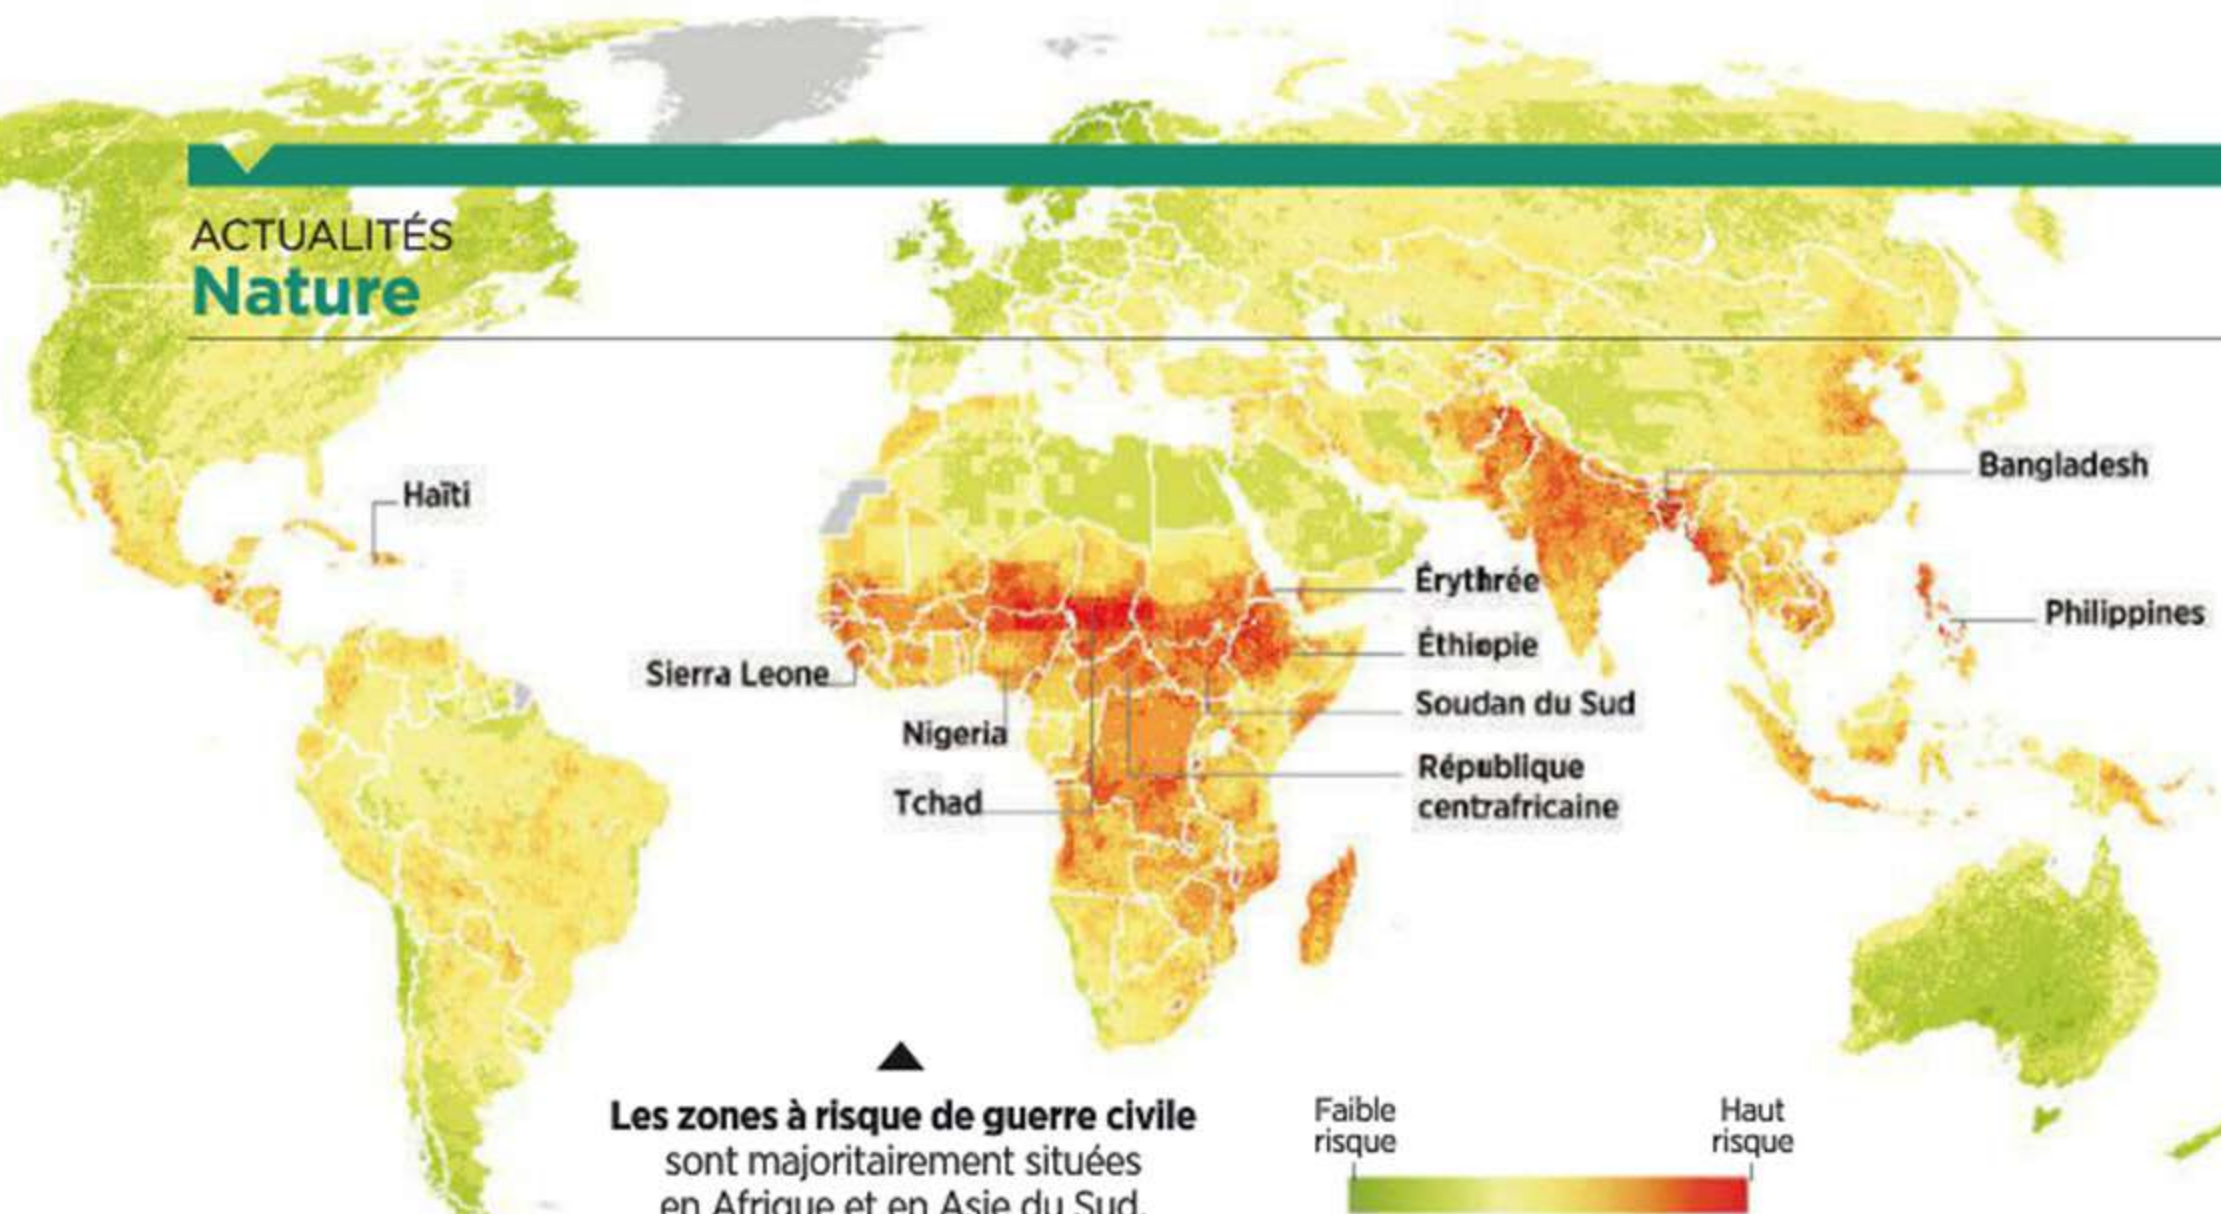 ACTUALITÉS
Nature
Haïti
Bangladesh
Érythrée
Philippines
Éthiopie
Sierra Leone
Soudan du Sud
Nigeria
République
centrafricaine
Tchad
Les zones à risque de guerre civile
sont majoritairement situées
en Afrique et en Asie du Sud.
Faible
risque
Haut
risque